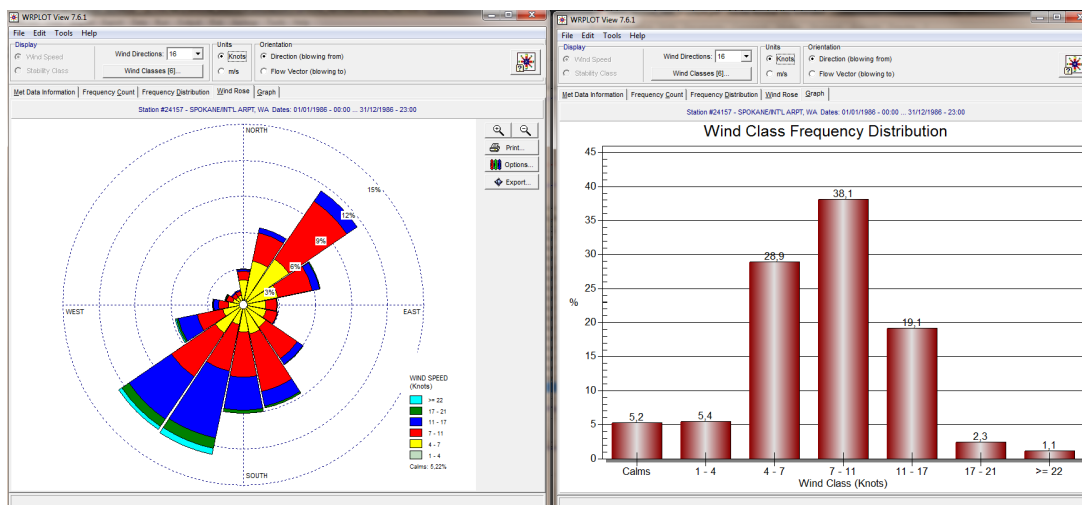 WRPLOT View 7.6.1
File Edit Tools Help
Display
Wind Speed
Stability Class
Wind Directions: 16
Wind Classes [6]...
Units
Knots
m/s
Orientation
Direction (blowing from)
Flow Vector (blowing to)
Met Data Information Frequency Count Frequency Distribution Wind Rose Graph
Station #24157 - SPOKANE/INT'L ARPT, WA Dates: 01/01/1986 - 00:00 ... 31/12/1986 - 23:00
NORTH
15%
12%
9%
6%
3%
WEST
EAST
SOUTH
WIND SPEED
(Knots)
>= 22
17 - 21
11 - 17
7 - 11
4 - 7
1 - 4
Calms: 5,22%
Print...
Options...
Export...
WRPLOT View 7.6.1
File Edit Tools Help
Display
Wind Speed
Stability Class
Wind Directions: 16
Wind Classes [6]...
Units
Knots
m/s
Orientation
Direction (blowing from)
Flow Vector (blowing to)
Met Data Information Frequency Count Frequency Distribution Wind Rose Graph
Station #24157 - SPOKANE/INT'L ARPT, WA Dates: 01/01/1986 - 00:00 ... 31/12/1986 - 23:00
Wind Class Frequency Distribution
45
40
35
30
25
20
15
10
5
0
%
5,2
5,4
28,9
38,1
19,1
2,3
1,1
Calms 1 - 4 4 - 7 7 - 11 11 - 17 17 - 21 >= 22
Wind Class (Knots)